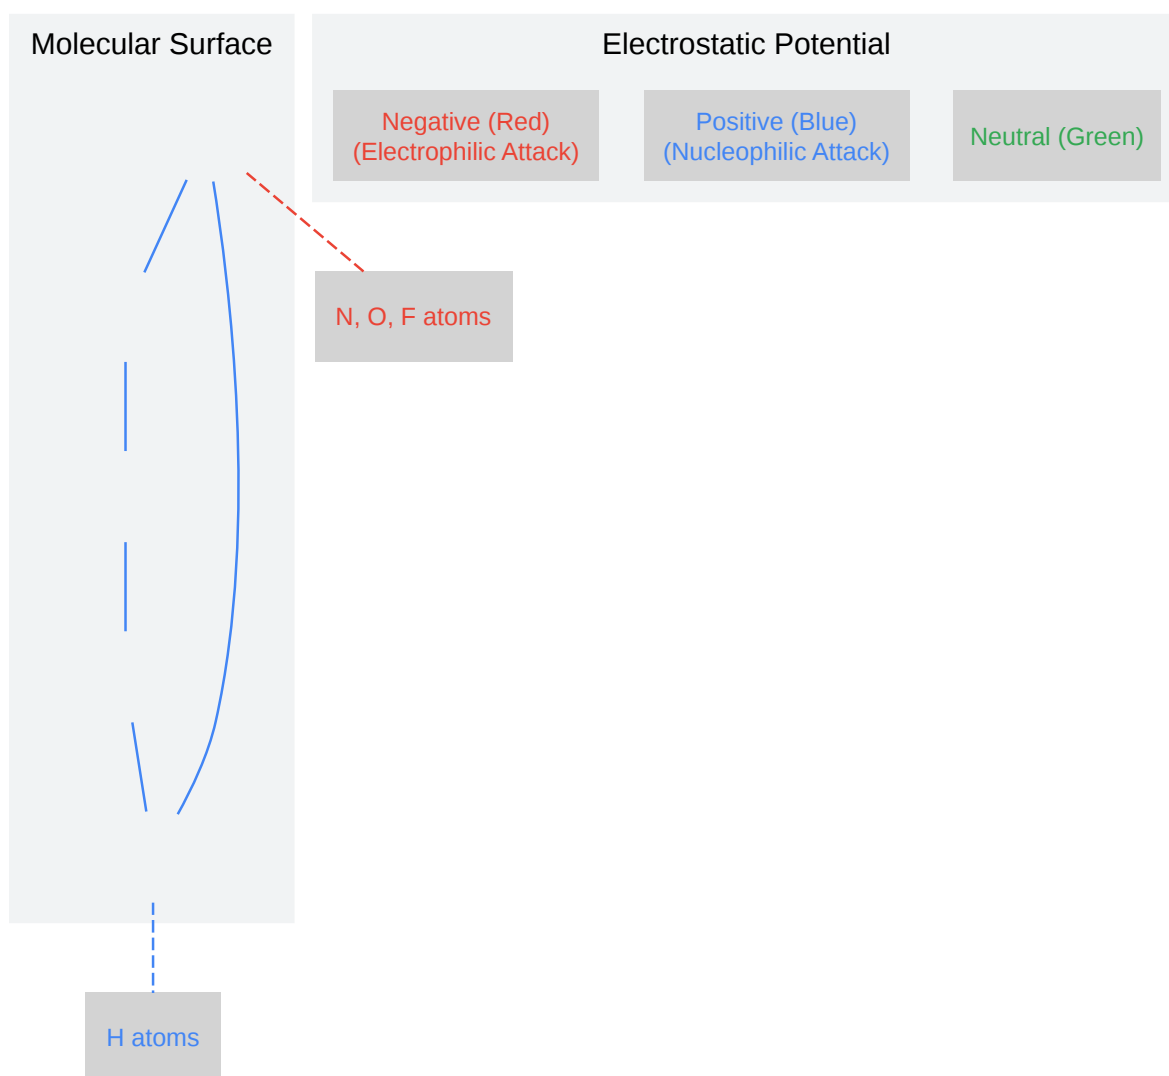 Molecular Surface
Electrostatic Potential
Negative (Red)
(Electrophilic Attack)
Positive (Blue)
(Nucleophilic Attack)
Neutral (Green)
N, O, F atoms
H atoms